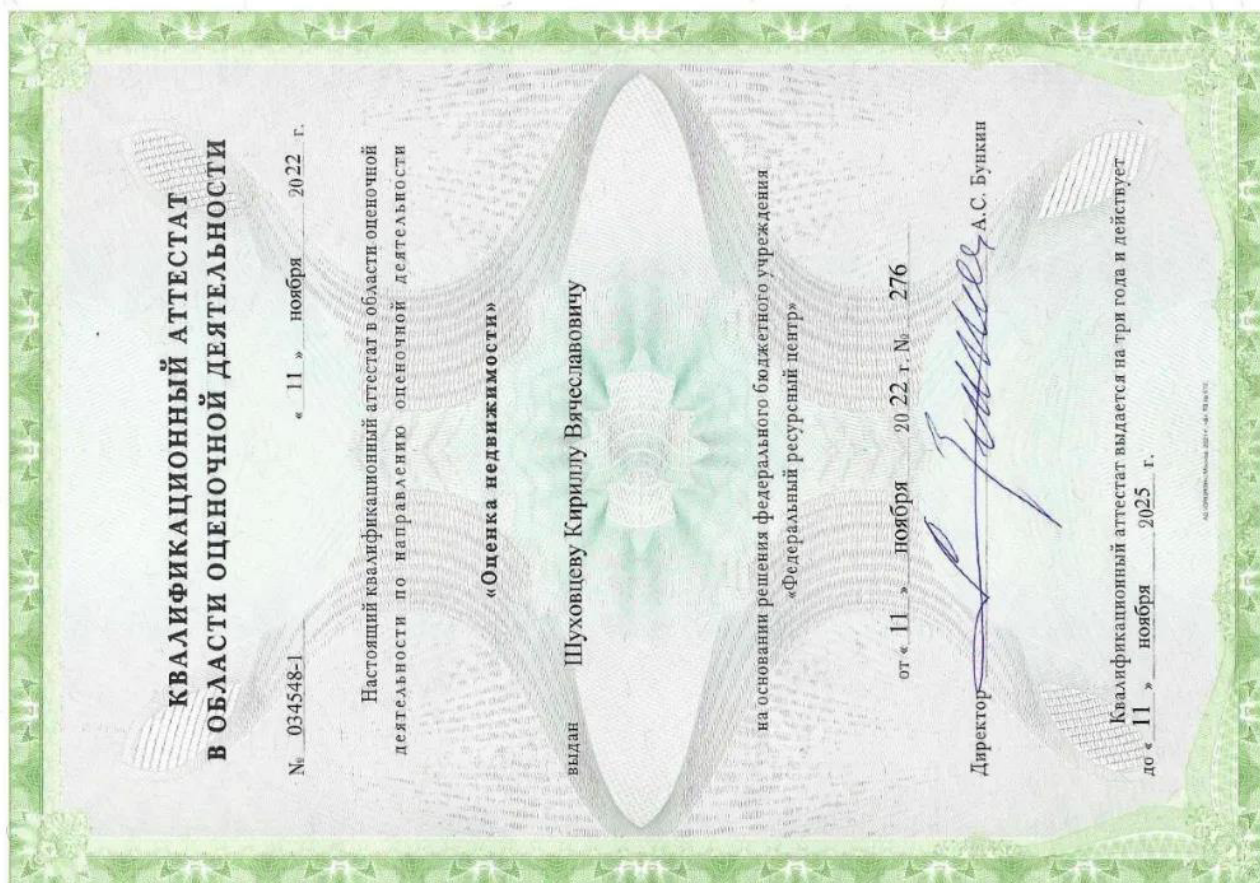 КВАЛИФИКАЦИОННЫЙ АТТЕСТАТ
В ОБЛАСТИ ОЦЕНОЧНОЙ ДЕЯТЕЛЬНОСТИ
№ 034548-1 « 11 » ноября 2022 г.
Настоящий квалификационный аттестат в области оценочной
деятельности по направлению оценочной деятельности
«Оценка недвижимости»
выдан Шуховцеву Кириллу Вячеславовичу
на основании решения федерального бюджетного учреждения
«Федеральный ресурсный центр»
от « 11 » ноября 20 22 г. № 276
Директор А.С. Бункин
Квалификационный аттестат выдается на три года и действует
до « 11 » ноября 2025 г.